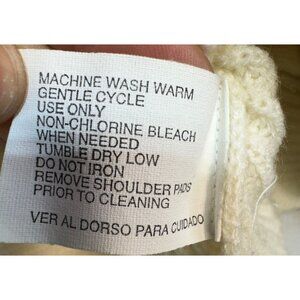 MACHINE WASH WARM
GENTLE CYCLE
USE ONLY
NON-CHLORINE BLEACH
WHEN NEEDED
TUMBLE DRY LOW
DO NOT IRON
REMOVE SHOULDER PADS
PRIOR TO CLEANING
VER AL DORSO PARA CUIDADO